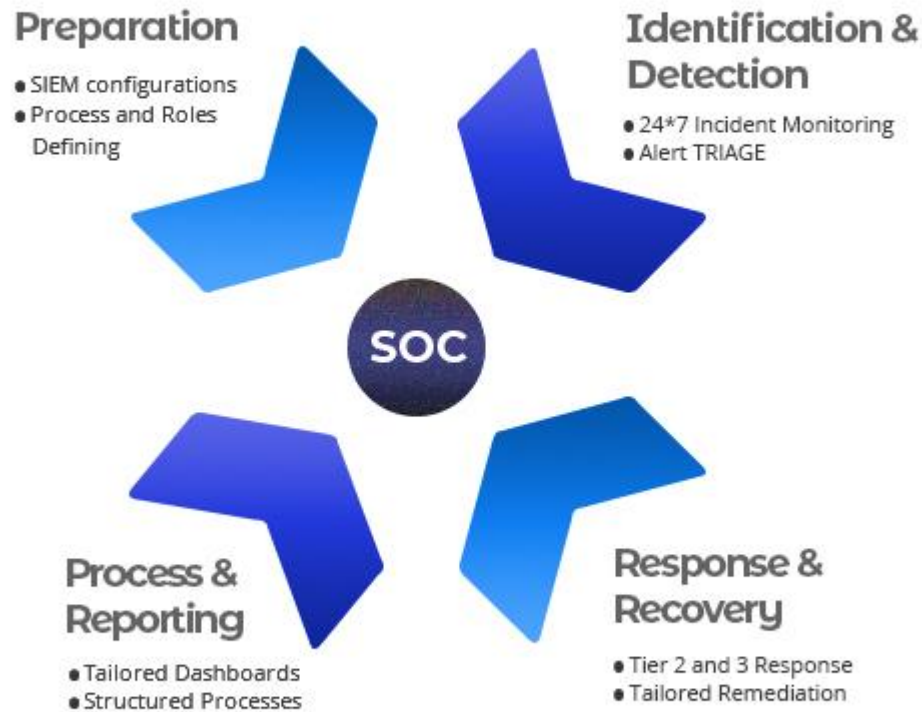 Preparation
● SIEM configurations
● Process and Roles
Defining
Identification &
Detection
● 24*7 Incident Monitoring
● Alert TRIAGE
SOC
Process &
Reporting
● Tailored Dashboards
● Structured Processes
Response &
Recovery
● Tier 2 and 3 Response
● Tailored Remediation